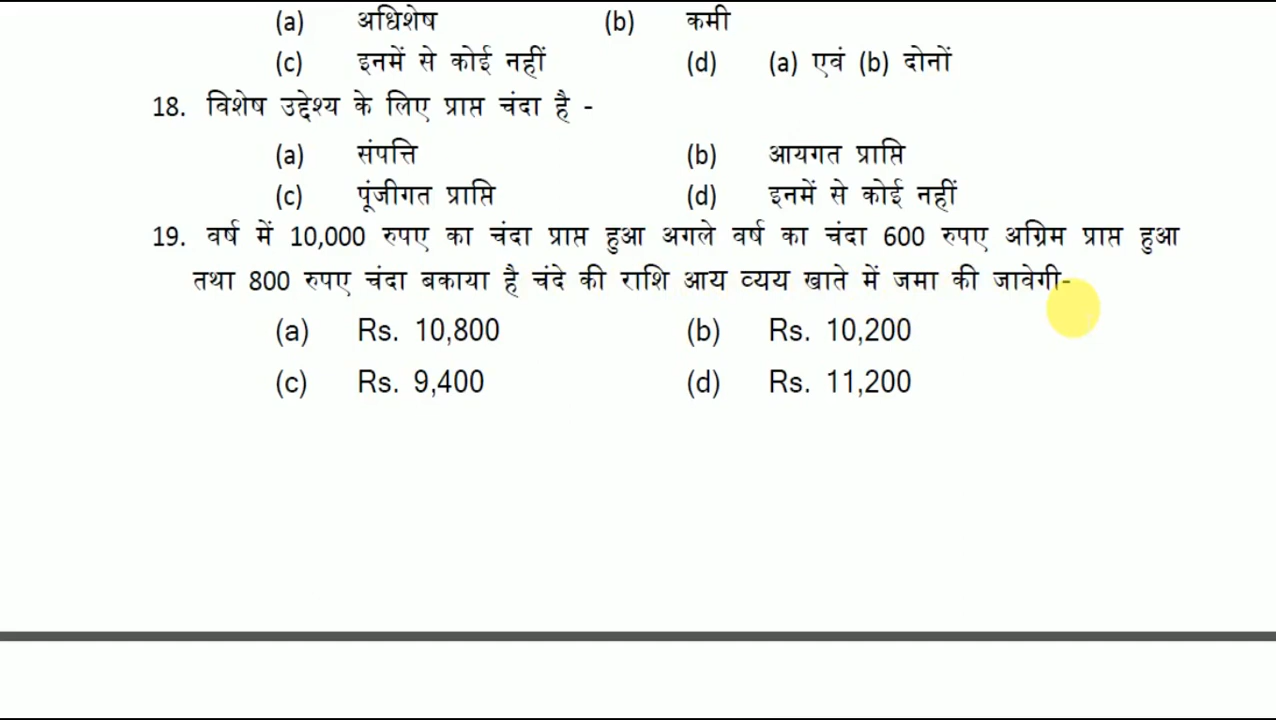 (a) अधिशेष (b) कमी
(c) इनमें से कोई नहीं (d) (a) एवं (b) दोनों
18. विशेष उद्देश्य के लिए प्राप्त चंदा है -
(a) संपत्ति (b) आयगत प्राप्ति
(c) पूंजीगत प्राप्ति (d) इनमें से कोई नहीं
19. वर्ष में 10,000 रुपए का चंदा प्राप्त हुआ अगले वर्ष का चंदा 600 रुपए अग्रिम प्राप्त हुआ
तथा 800 रुपए चंदा बकाया है चंदे की राशि आय व्यय खाते में जमा की जावेगी-
(a) Rs. 10,800 (b) Rs. 10,200
(c) Rs. 9,400 (d) Rs. 11,200